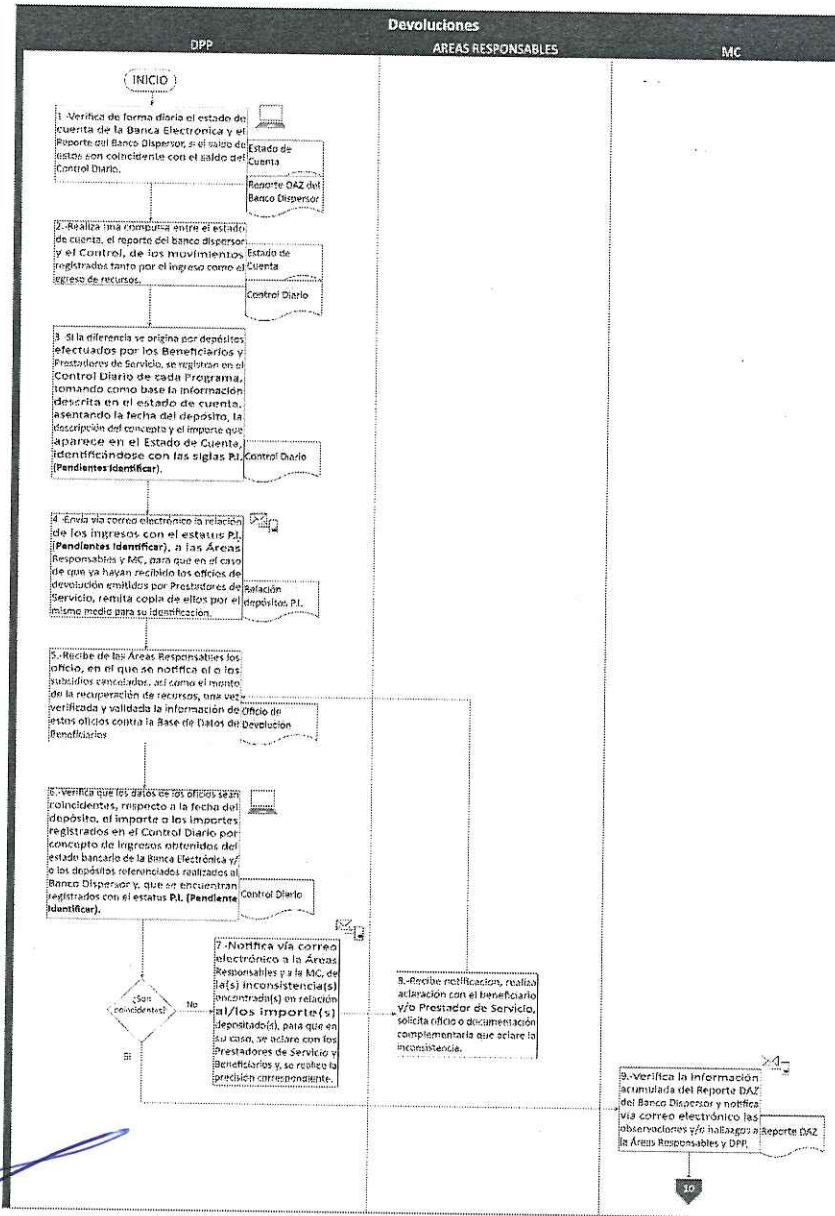 Devoluciones
DPP
AREAS RESPONSABLES
MC
INICIO
1.-Verifica de forma diaria el estado de
cuenta de la Banca Electrónica y el
Reporte del Banco Dispersor, si el saldo de
estos son coincidente con el saldo del
Control Diario.
Estado de
Cuenta
Reporte DAZ del
Banco Dispersor
2.-Realiza una compulsa entre el estado
de cuenta, el reporte del banco dispersor
y el Control, de los movimientos
registrados tanto por el ingreso como el
egreso de recursos.
Estado de
Cuenta
Control Diario
3.-Si la diferencia se origina por depósitos
efectuados por los Beneficiarios y
Prestadores de Servicio, se registran en el
Control Diario de cada Programa,
tomando como base la información
descrita en el estado de cuenta,
asentando la fecha del depósito, la
descripción del concepto y el importe que
aparece en el Estado de Cuenta,
identificándose con las siglas P.I.
(Pendientes Identificar).
Control Diario
4.-Envía vía correo electrónico la relación
de los ingresos con el estatus P.I.
(Pendientes Identificar), a las Áreas
Responsables y MC, para que en el caso
de que ya hayan recibido los oficios de
devolución emitidos por Prestadores de
Servicio, remita copia de ellos por el
mismo medio para su identificación.
Relación
depósitos P.I.
5.-Recibe de las Áreas Responsables los
oficio, en el que se notifica el o los
subsidios cancelados, así como el monto
de la recuperación de recursos, una vez
verificada y validada la información de
estos oficios contra la Base de Datos de
Beneficiarios
Oficio de
Devolución
6.-Verifica que los datos de los oficios sean
coincidentes, respecto a la fecha del
depósito, el importe o los importes
registrados en el Control Diario por
concepto de ingresos obtenidos del
estado bancario de la Banca Electrónica y/
o los depósitos referenciados realizados al
Banco Dispersor y, que se encuentran
registrados con el estatus P.I. (Pendiente
Identificar).
Control Diario
¿Son
coincidentes?
No
Si
7.-Notifica vía correo
electrónico a la Áreas
Responsables y a la MC, de
la(s) inconsistencia(s)
encontrada(s) en relación
al/los importe(s)
depositado(s), para que en
su caso, se aclare con los
Prestadores de Servicio y
Beneficiarios y, se realice la
precisión correspondiente.
8.-Recibe notificación, realiza
aclaración con el beneficiario
y/o Prestador de Servicio,
solicita oficio o documentación
complementaria que aclare la
inconsistencia.
9.-Verifica la información
acumulada del Reporte DAZ
del Banco Dispersor y notifica
vía correo electrónico las
observaciones y/o hallazgos a
la Áreas Responsables y DPP.
Reporte DAZ
10